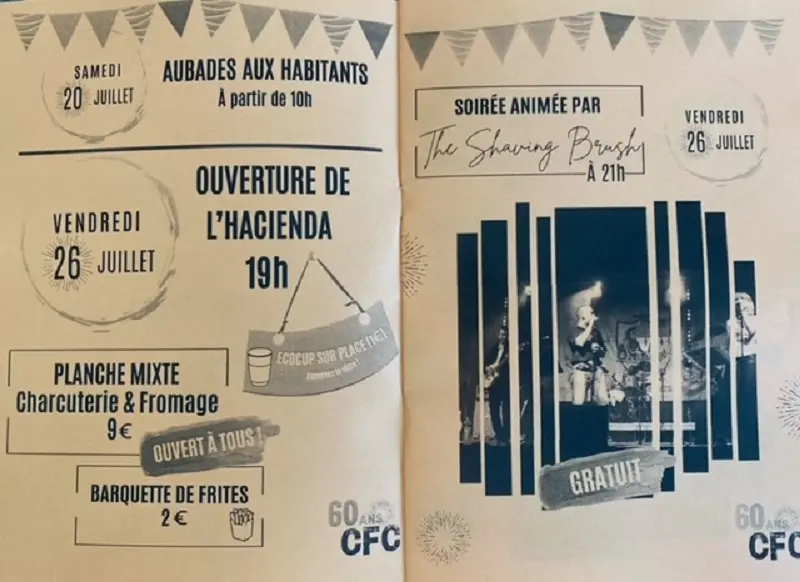 SAMEDI
20 JUILLET
AUBADES AUX HABITANTS
À partir de 10h
VENDREDI
26 JUILLET
OUVERTURE DE
L'HACIENDA
19h
ECOCUP SUR PLACE (1€)
PLANCHE MIXTE
Charcuterie & Fromage
9€
OUVERT À TOUS !
BARQUETTE DE FRITES
2€
60 ANS
CFC
SOIRÉE ANIMÉE PAR
The Shaving Brush
À 21h
VENDREDI
26 JUILLET
GRATUIT
60 ANS
CFC